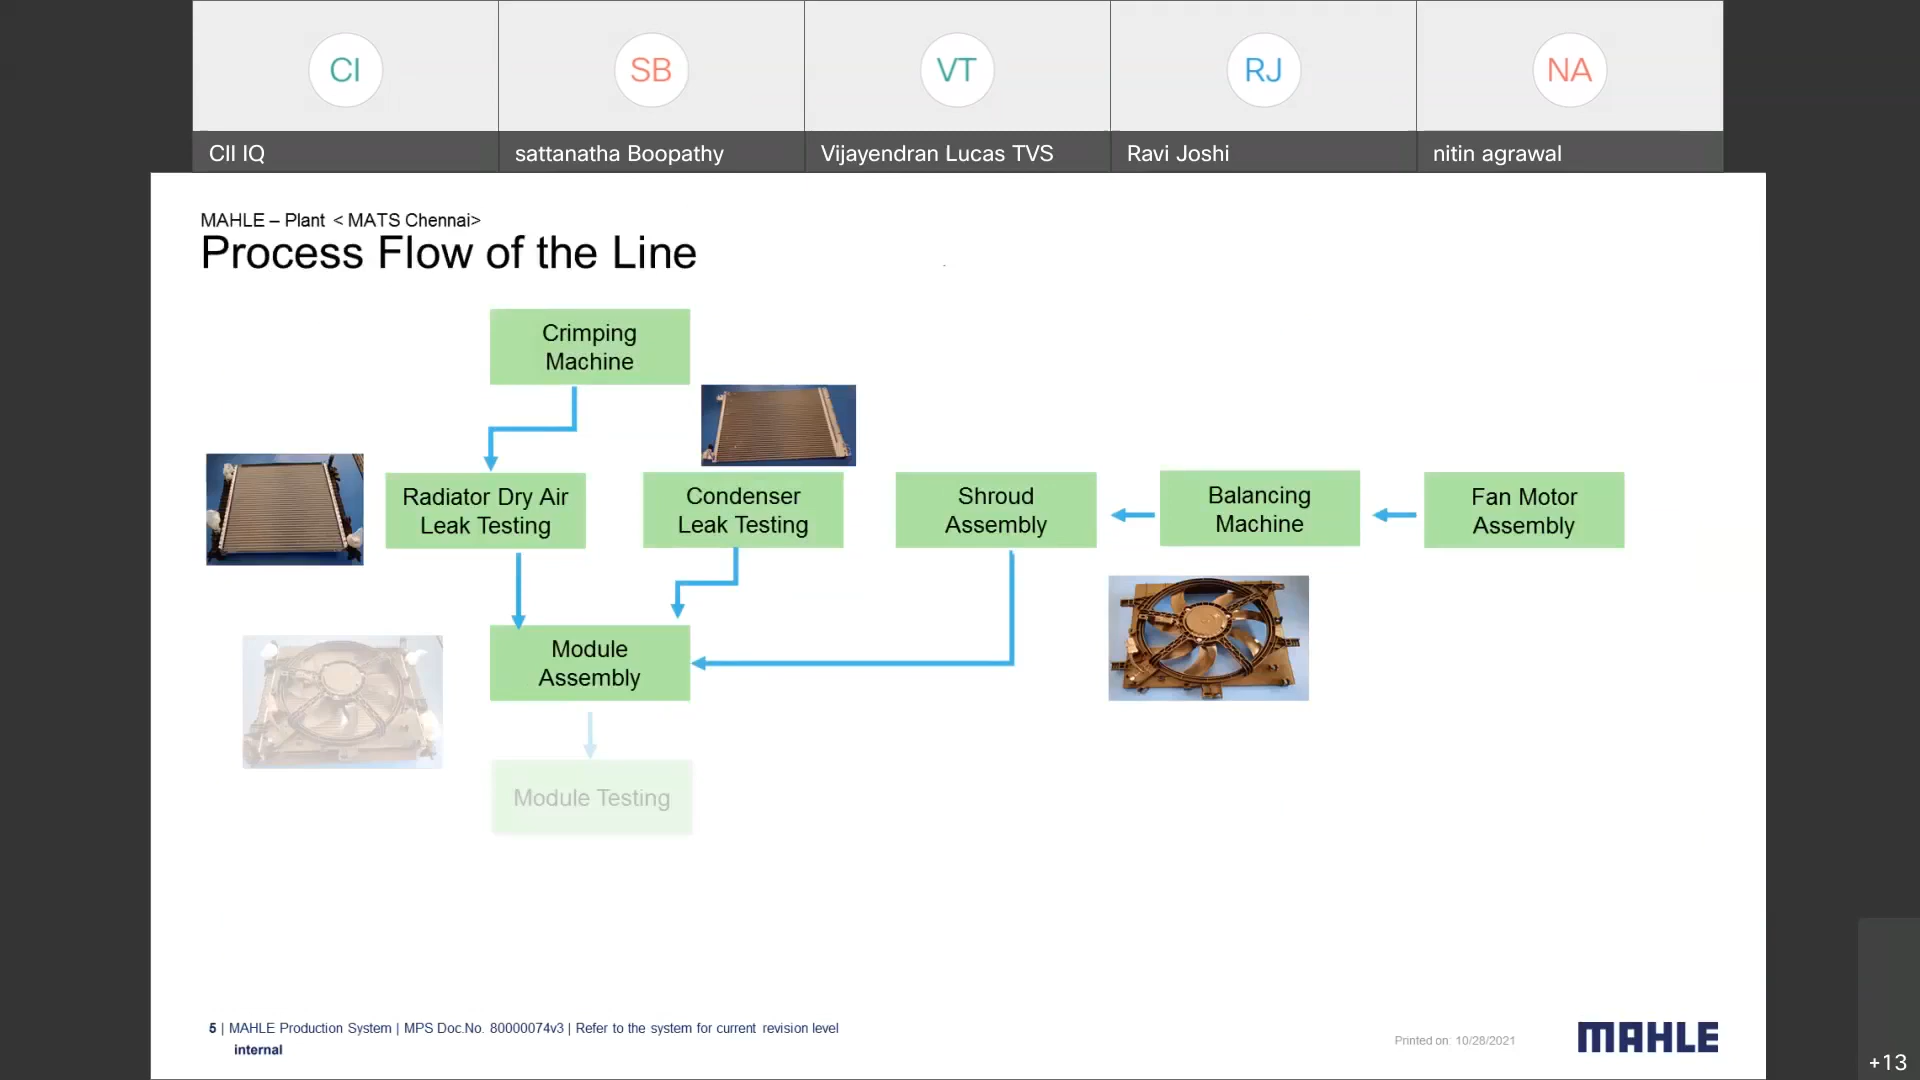 CI
SB
VT
RJ
NA
CII IQ
sattanatha Boopathy
Vijayendran Lucas TVS
Ravi Joshi
nitin agrawal
MAHLE – Plant < MATS Chennai>
Process Flow of the Line
Crimping
Machine
Radiator Dry Air
Leak Testing
Condenser
Leak Testing
Shroud
Assembly
Balancing
Machine
Fan Motor
Assembly
Module
Assembly
Module Testing
5 | MAHLE Production System | MPS Doc.No. 80000074v3 | Refer to the system for current revision level
internal
Printed on: 10/28/2021
MAHLE
+13